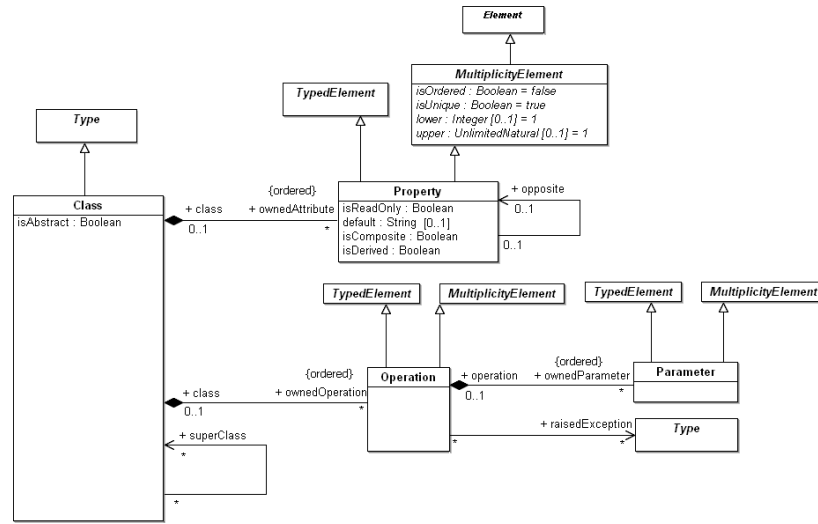 Element
MultiplicityElement
isOrdered : Boolean = false
isUnique : Boolean = true
lower : Integer [0..1] = 1
upper : UnlimitedNatural [0..1] = 1
TypedElement
Type
Class
isAbstract : Boolean
+ class
0..1
{ordered}
+ ownedAttribute
*
Property
isReadOnly : Boolean
default : String [0..1]
isComposite : Boolean
isDerived : Boolean
+ opposite
0..1
0..1
TypedElement
MultiplicityElement
TypedElement
MultiplicityElement
+ class
0..1
{ordered}
+ ownedOperation
*
Operation
+ operation
0..1
{ordered}
+ ownedParameter
*
Parameter
+ superClass
*
*
*
+ raisedException
*
Type